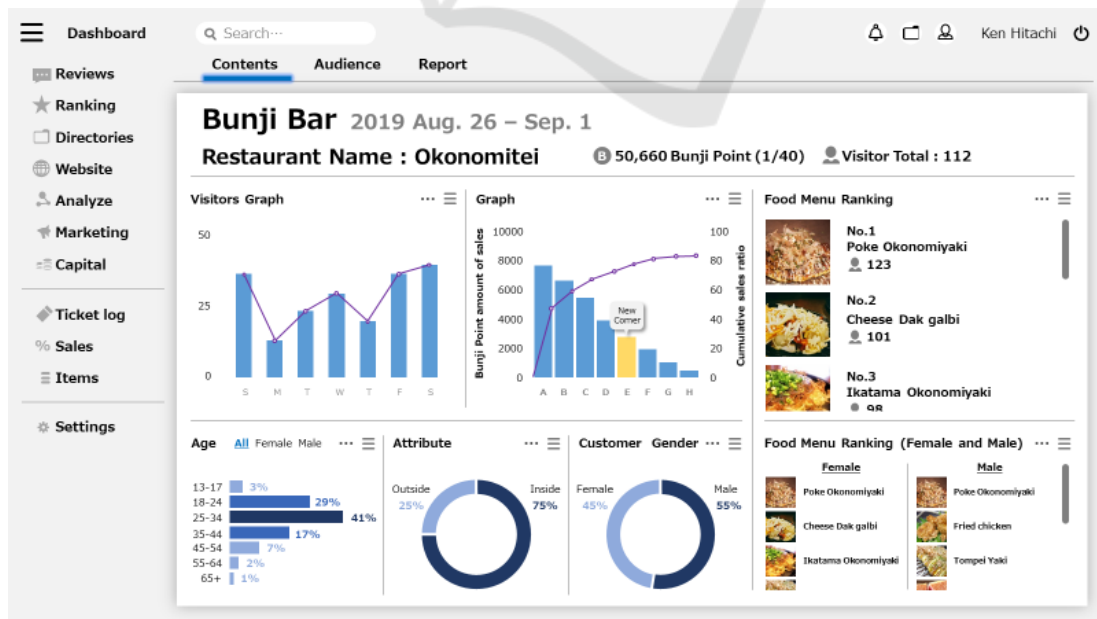 Dashboard
Search…
Ken Hitachi
Contents Audience Report
Reviews
Ranking
Directories
Website
Analyze
Marketing
Capital
Ticket log
Sales
Items
Settings
Bunji Bar 2019 Aug. 26 – Sep. 1
Restaurant Name : Okonomitei
B 50,660 Bunji Point (1/40)
Visitor Total : 112
Visitors Graph
50
25
0
S M T W T F S
Graph
Bunji Point amount of sales
10000
8000
6000
4000
2000
0
New
Comer
100
80
60
40
20
0
Cumulative sales ratio
A B C D E F G H
Food Menu Ranking
No.1
Poke Okonomiyaki
123
No.2
Cheese Dak galbi
101
No.3
Ikatama Okonomiyaki
98
Age All Female Male
13-17 3%
18-24 29%
25-34 41%
35-44 17%
45-54 7%
55-64 2%
65+ 1%
Attribute
Outside
25%
Inside
75%
Customer Gender
Female
45%
Male
55%
Food Menu Ranking (Female and Male)
Female
Poke Okonomiyaki
Cheese Dak galbi
Ikatama Okonomiyaki
Male
Poke Okonomiyaki
Fried chicken
Tompei Yaki